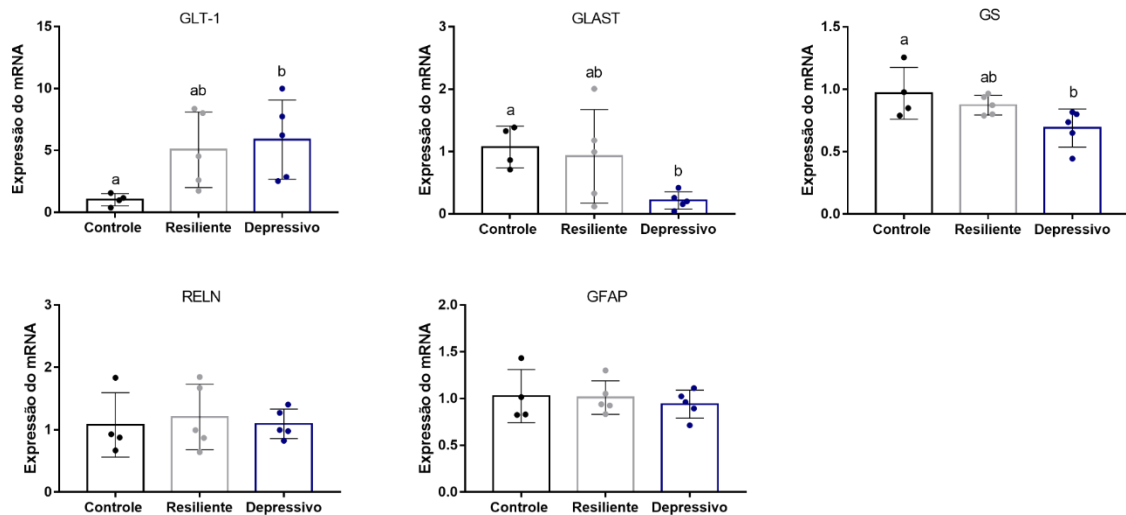 GLT-1
Expressão do mRNA
15
10
5
0
a
ab
b
Controle
Resiliente
Depressivo
GLAST
Expressão do mRNA
3
2
1
0
a
ab
b
Controle
Resiliente
Depressivo
GS
Expressão do mRNA
1.5
1.0
0.5
0.0
a
ab
b
Controle
Resiliente
Depressivo
RELN
Expressão do mRNA
3
2
1
0
Controle
Resiliente
Depressivo
GFAP
Expressão do mRNA
2.0
1.5
1.0
0.5
0.0
Controle
Resiliente
Depressivo